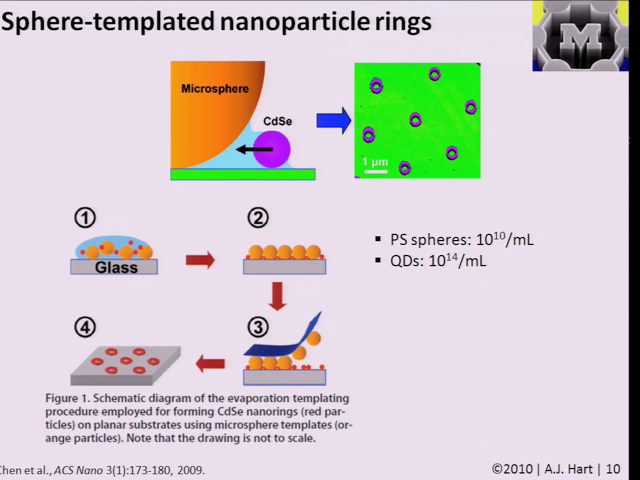 Sphere-templated nanoparticle rings
M
Microsphere
CdSe
1 μm
1
2
Glass
▪ PS spheres: 10¹⁰/mL
▪ QDs: 10¹⁴/mL
4
3
Figure 1. Schematic diagram of the evaporation templating
procedure employed for forming CdSe nanorings (red par-
ticles) on planar substrates using microsphere templates (or-
ange particles). Note that the drawing is not to scale.
Chen et al., ACS Nano 3(1):173-180, 2009.
©2010 | A.J. Hart | 10